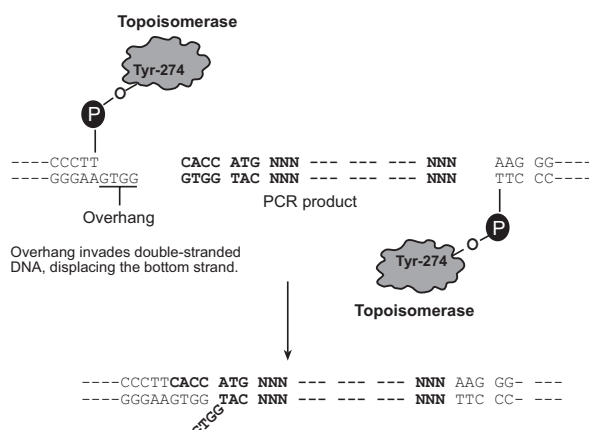 Topoisomerase
Tyr-274
O
P
----CCCTT CACC ATG NNN --- --- --- NNN AAG GG----
GGGAAGTGG GTGG TAC NNN --- --- --- NNN TTC CC----
Overhang
PCR product
P
O
Tyr-274
Topoisomerase
Overhang invades double-stranded
DNA, displacing the bottom strand.
----CCCTTCACC ATG NNN --- --- --- NNN AAG GG- ---
----GGGAAGTGG TAC NNN --- --- --- NNN TTC CC- ---
GTGG